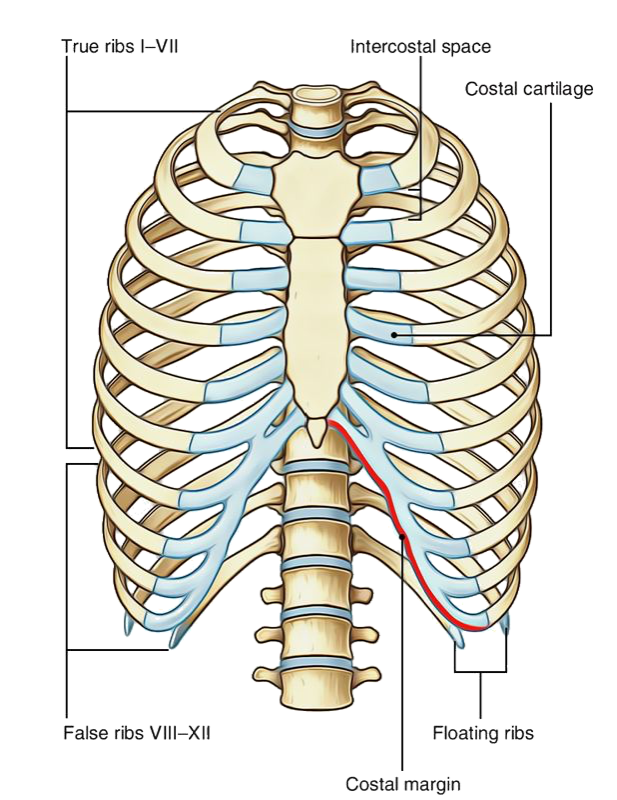 True ribs I–VII
Intercostal space
Costal cartilage
False ribs VIII–XII
Floating ribs
Costal margin